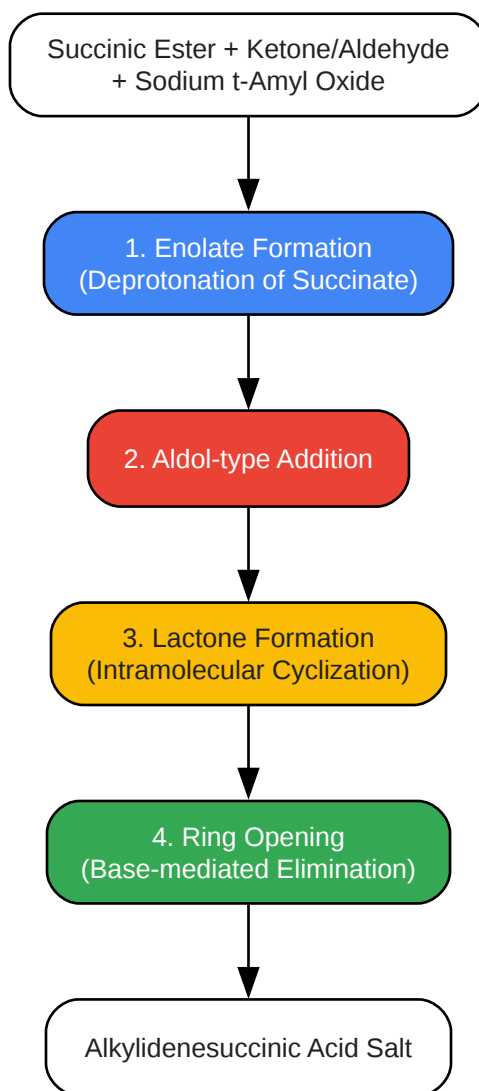 Succinic Ester + Ketone/Aldehyde
+ Sodium t-Amyl Oxide
1. Enolate Formation
(Deprotonation of Succinate)
2. Aldol-type Addition
3. Lactone Formation
(Intramolecular Cyclization)
4. Ring Opening
(Base-mediated Elimination)
Alkylidenesuccinic Acid Salt